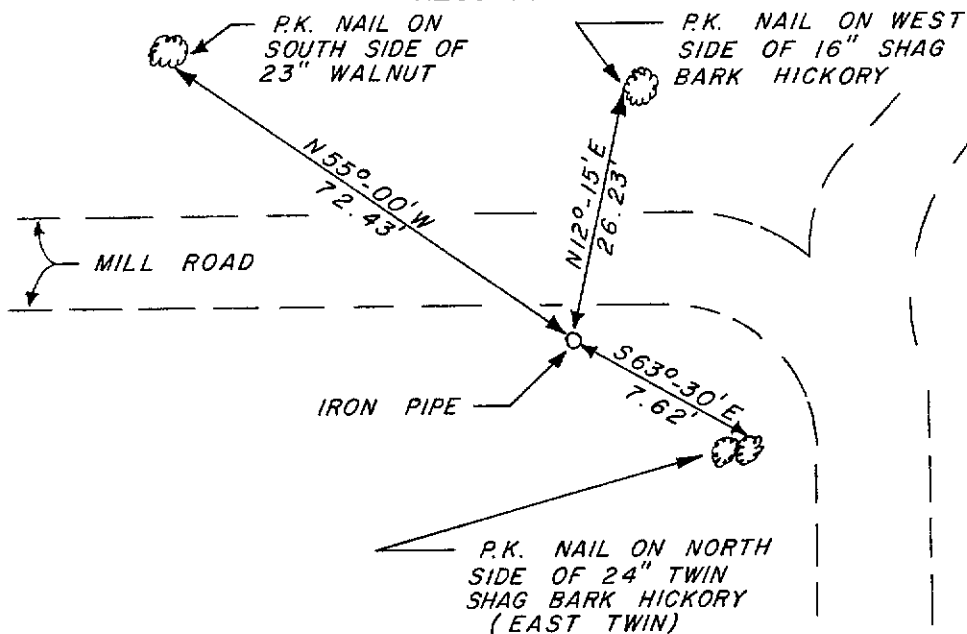 P.K. NAIL ON
SOUTH SIDE OF
23" WALNUT
P.K. NAIL ON WEST
SIDE OF 16" SHAG
BARK HICKORY
N55°-00'W
72.43'
N12°-15'E
26.23'
MILL ROAD
S63°-30'E
7.62'
IRON PIPE
P.K. NAIL ON NORTH
SIDE OF 24" TWIN
SHAG BARK HICKORY
(EAST TWIN)